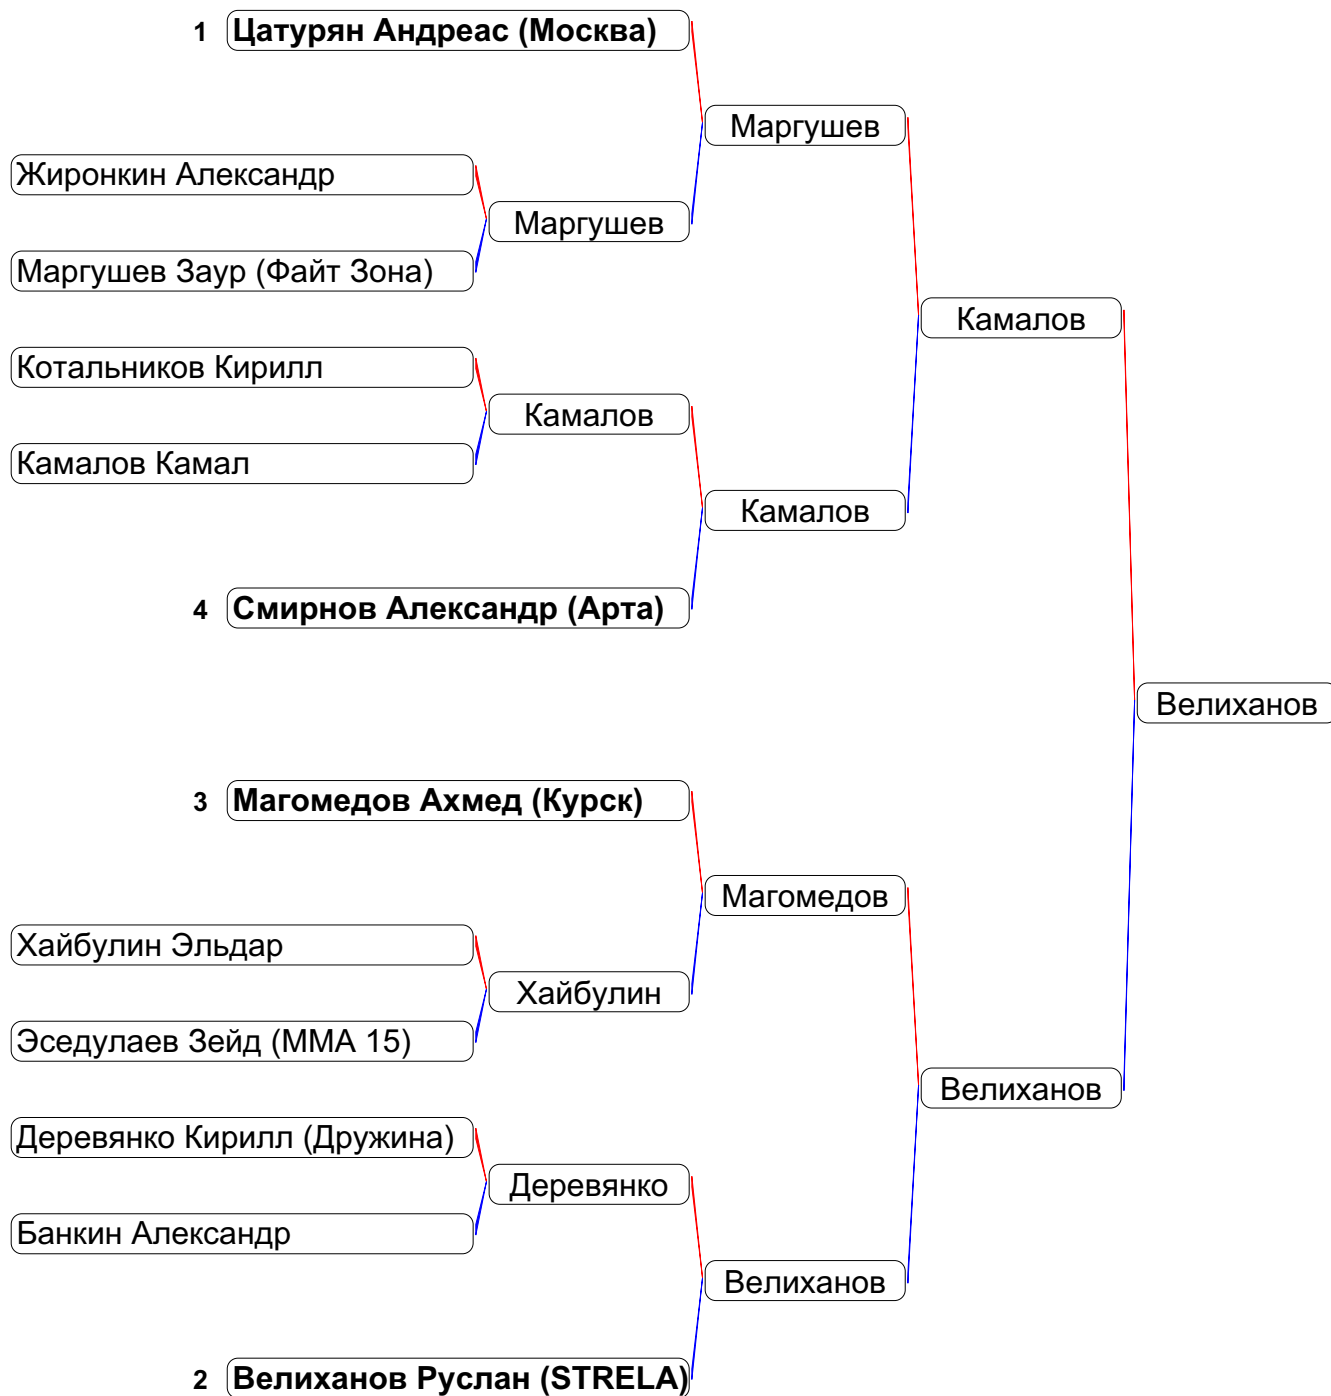 1 Цатурян Андреас (Москва)
Маргушев
Жиронкин Александр
Маргушев
Маргушев Заур (Файт Зона)
Камалов
Котальников Кирилл
Камалов
Камалов Камал
Камалов
4 Смирнов Александр (Арта)
Велиханов
3 Магомедов Ахмед (Курск)
Магомедов
Хайбулин Эльдар
Хайбулин
Эседулаев Зейд (ММА 15)
Велиханов
Деревянко Кирилл (Дружина)
Деревянко
Банкин Александр
Велиханов
2 Велиханов Руслан (STRELA)